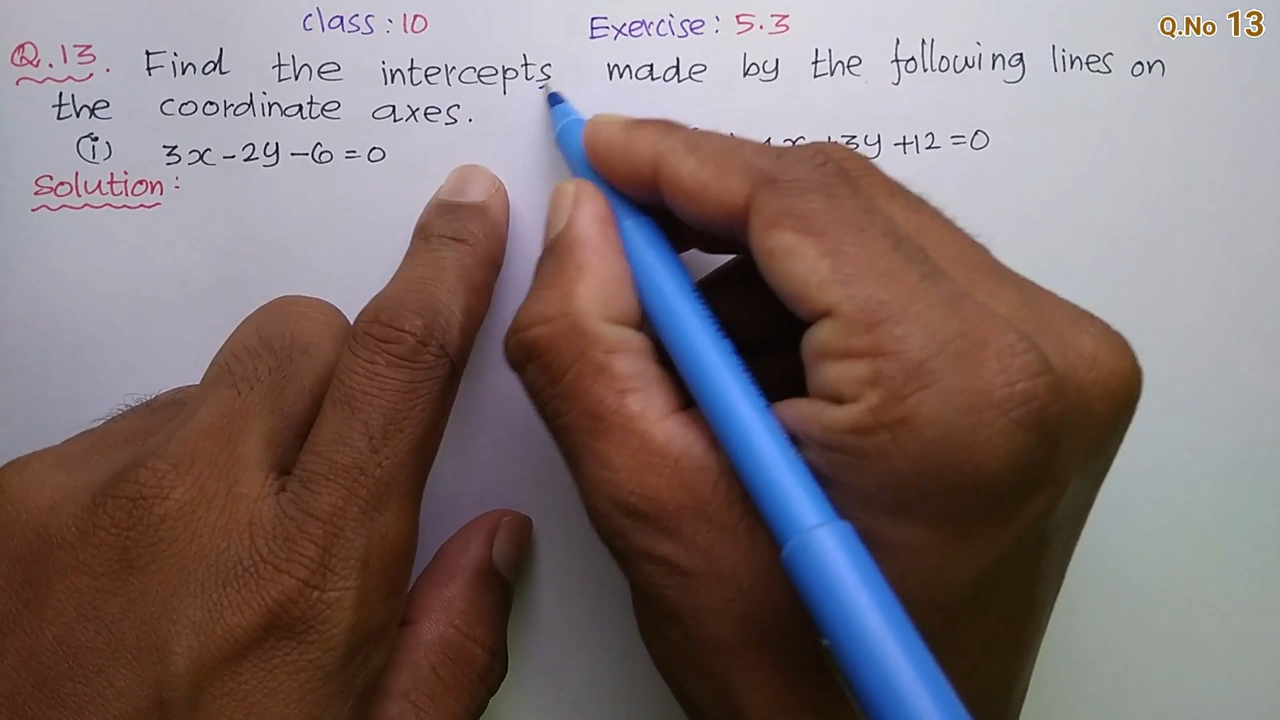 class: 10 Exercise: 5.3 Q.No 13
Q.13. Find the intercepts made by the following lines on
the coordinate axes.
(i) 3x - 2y - 6 = 0 +3y +12 = 0
Solution: